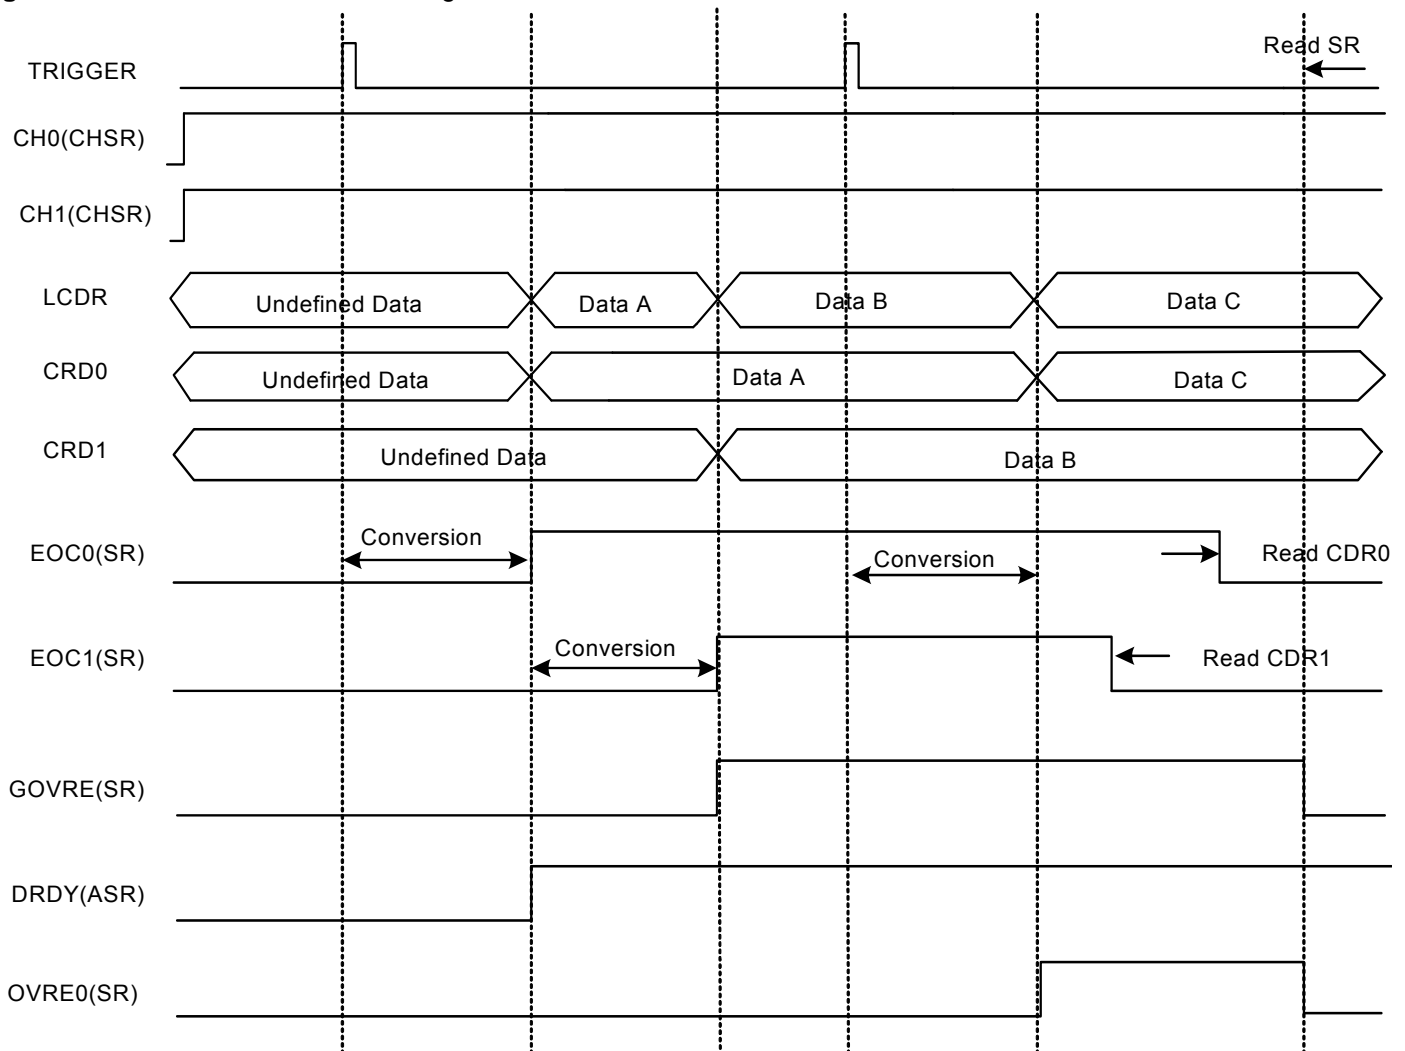 TRIGGER
Read SR
CH0(CHSR)
CH1(CHSR)
LCDR
Undefined Data
Data A
Data B
Data C
CRD0
Undefined Data
Data A
Data C
CRD1
Undefined Data
Data B
EOC0(SR)
Conversion
Conversion
Read CDR0
EOC1(SR)
Conversion
Read CDR1
GOVRE(SR)
DRDY(ASR)
OVRE0(SR)